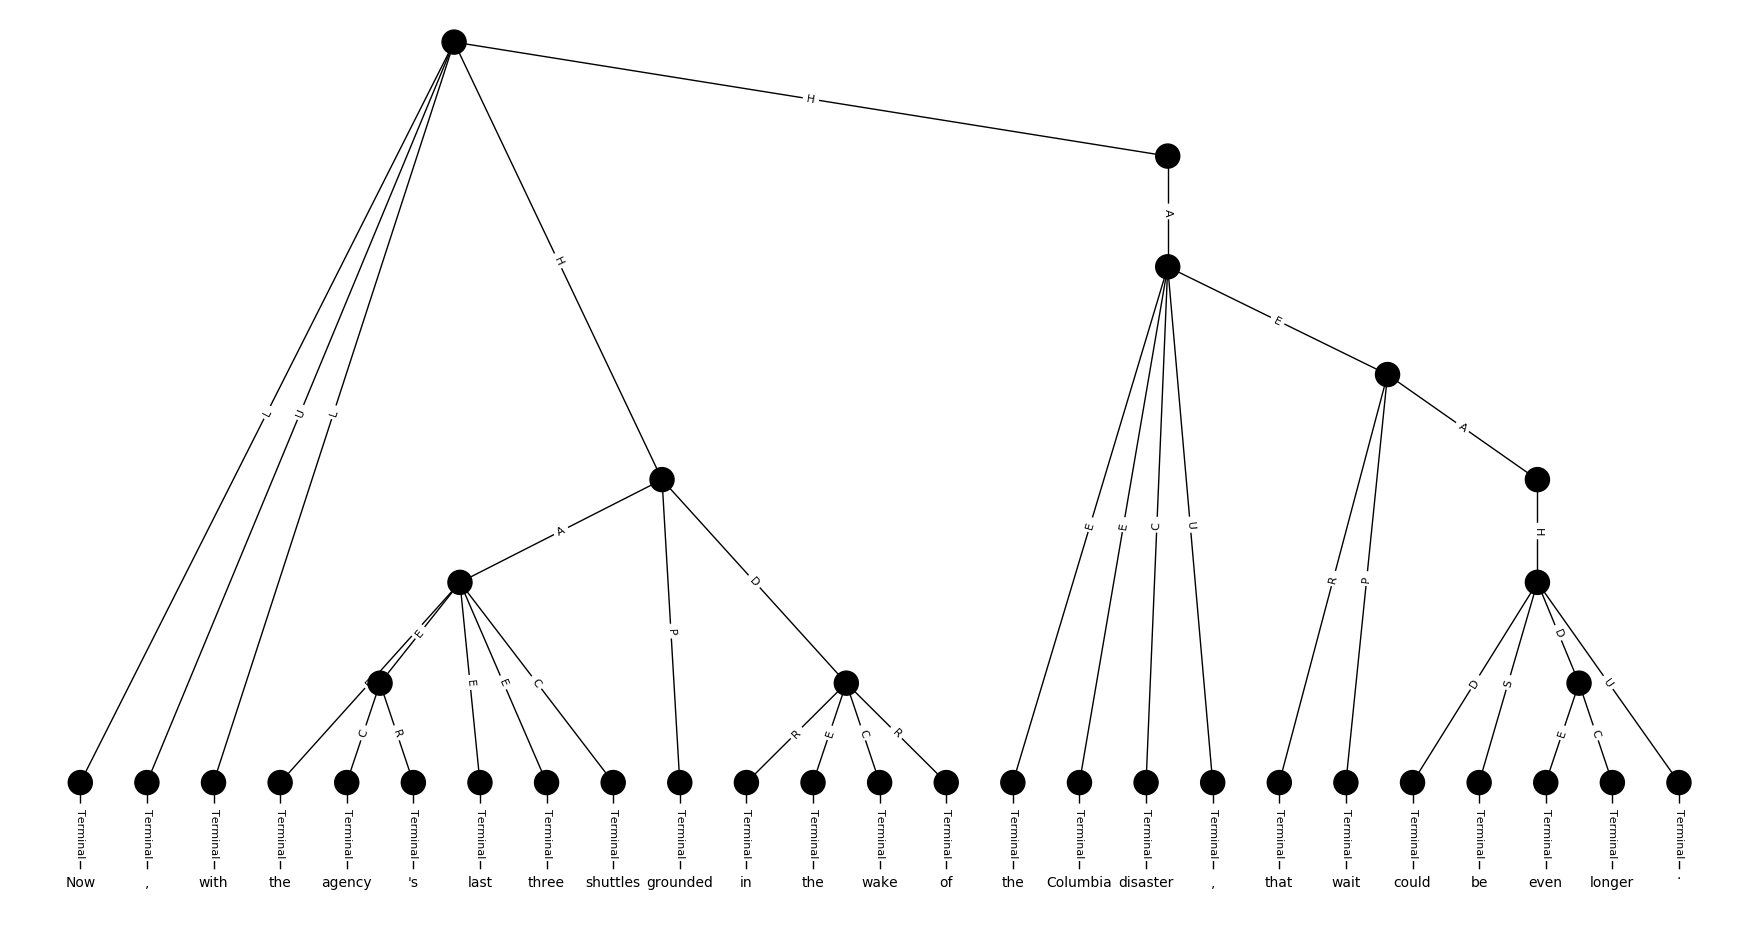 H
A
H
E
L U L
A
E E C U
A
H
D
R P
P
E
D
E E C
D S U
C R
R E C R
E C
Terminal Terminal Terminal Terminal Terminal Terminal Terminal Terminal Terminal Terminal Terminal Terminal Terminal Terminal Terminal Terminal Terminal Terminal Terminal Terminal Terminal Terminal Terminal Terminal Terminal
Now , with the agency 's last three shuttles grounded in the wake of the Columbia disaster , that wait could be even longer .